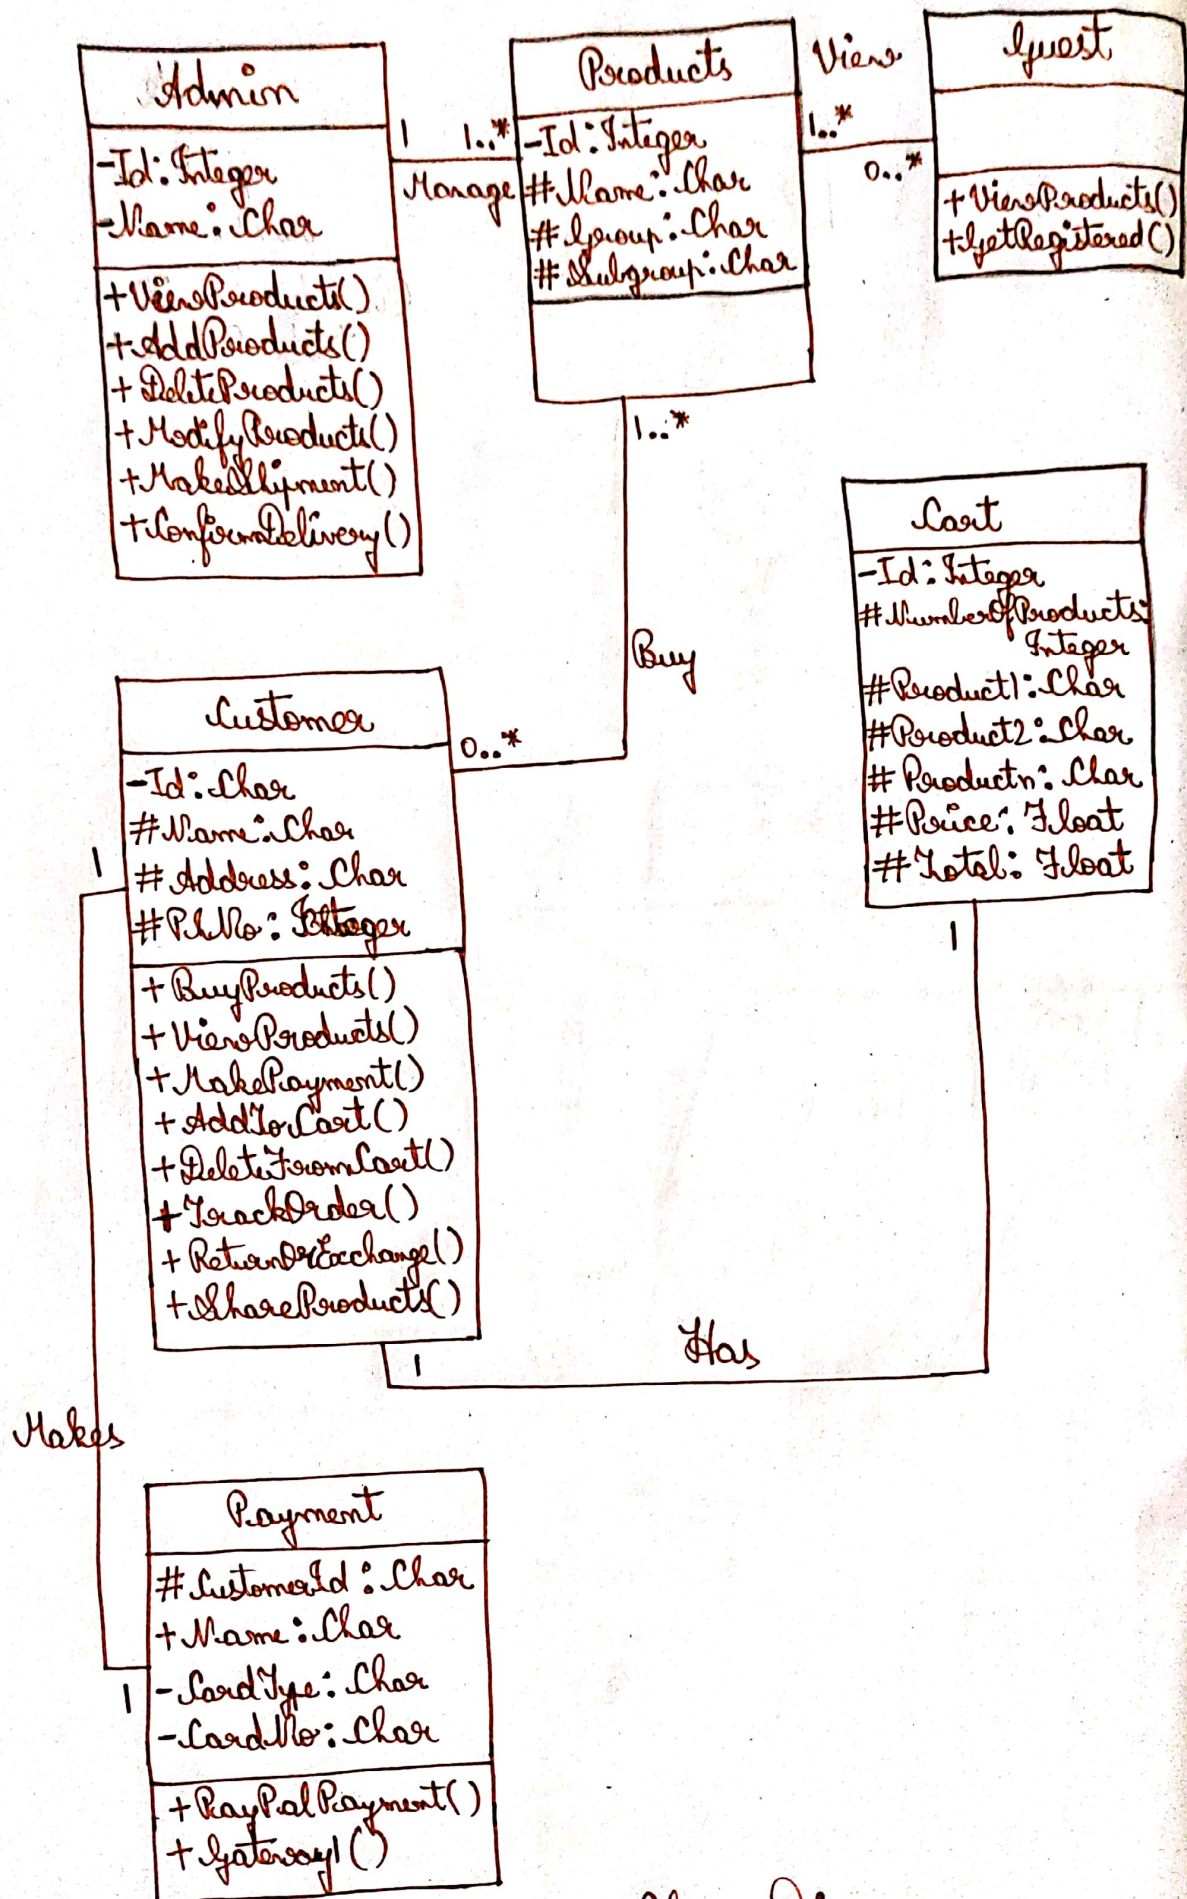 Admin
-Id: Integer
-Name: Char
+ViewProducts()
+AddProducts()
+DeleteProducts()
+ModifyProducts()
+MakeShipment()
+ConfirmDelivery()
1
1..*
Manage
Products
-Id: Integer
#Name: Char
#Group: Char
#Subgroup: Char
View
1..*
0..*
Guest
+ViewProducts()
+GetRegistered()
1..*
Buy
0..*
Cart
-Id: Integer
#NumberOfProducts:
Integer
#Product1: Char
#Product2: Char
#Productn: Char
#Price: Float
#Total: Float
1
Customer
-Id: Char
#Name: Char
#Address: Char
#PhNo: Integer
+BuyProducts()
+ViewProducts()
+MakePayment()
+AddToCart()
+DeleteFromCart()
+TrackOrder()
+ReturnOrExchange()
+ShareProducts()
1
1
Has
Makes
Payment
#CustomerId: Char
+Name: Char
-CardType: Char
-CardNo: Char
+PayPalPayment()
+Gateway1()
1